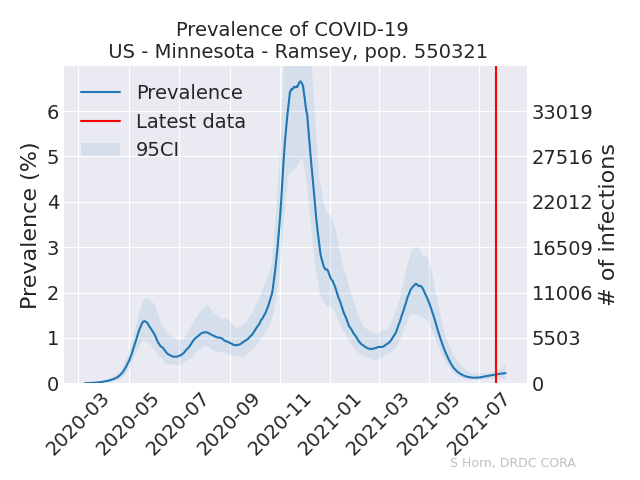 Prevalence of COVID-19
US - Minnesota - Ramsey, pop. 550321
Prevalence
Latest data
95CI
Prevalence (%)
6
5
4
3
2
1
0
33019
27516
22012
16509
11006
5503
0
# of infections
2020-03
2020-05
2020-07
2020-09
2020-11
2021-01
2021-03
2021-05
2021-07
S Horn, DRDC CORA